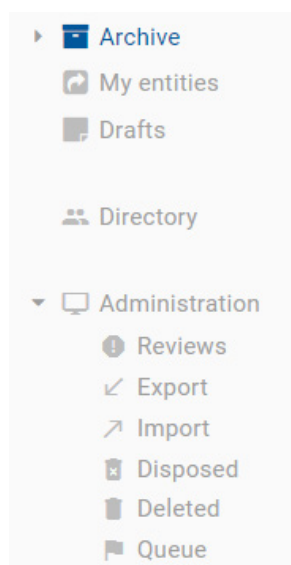 Archive
My entities
Drafts
Directory
Administration
Reviews
Export
Import
Disposed
Deleted
Queue